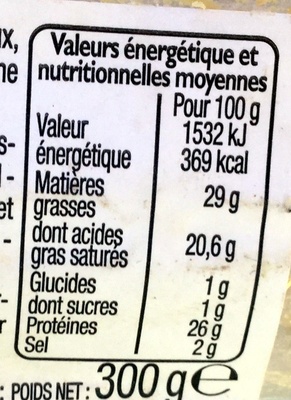 Valeurs énergétique et
nutritionnelles moyennes
Pour 100 g
Valeur énergétique 1532 kJ
369 kcal
Matières grasses 29 g
dont acides gras saturés 20,6 g
Glucides 1 g
dont sucres 1 g
Protéines 26 g
Sel 2 g
POIDS NET : 300 g e